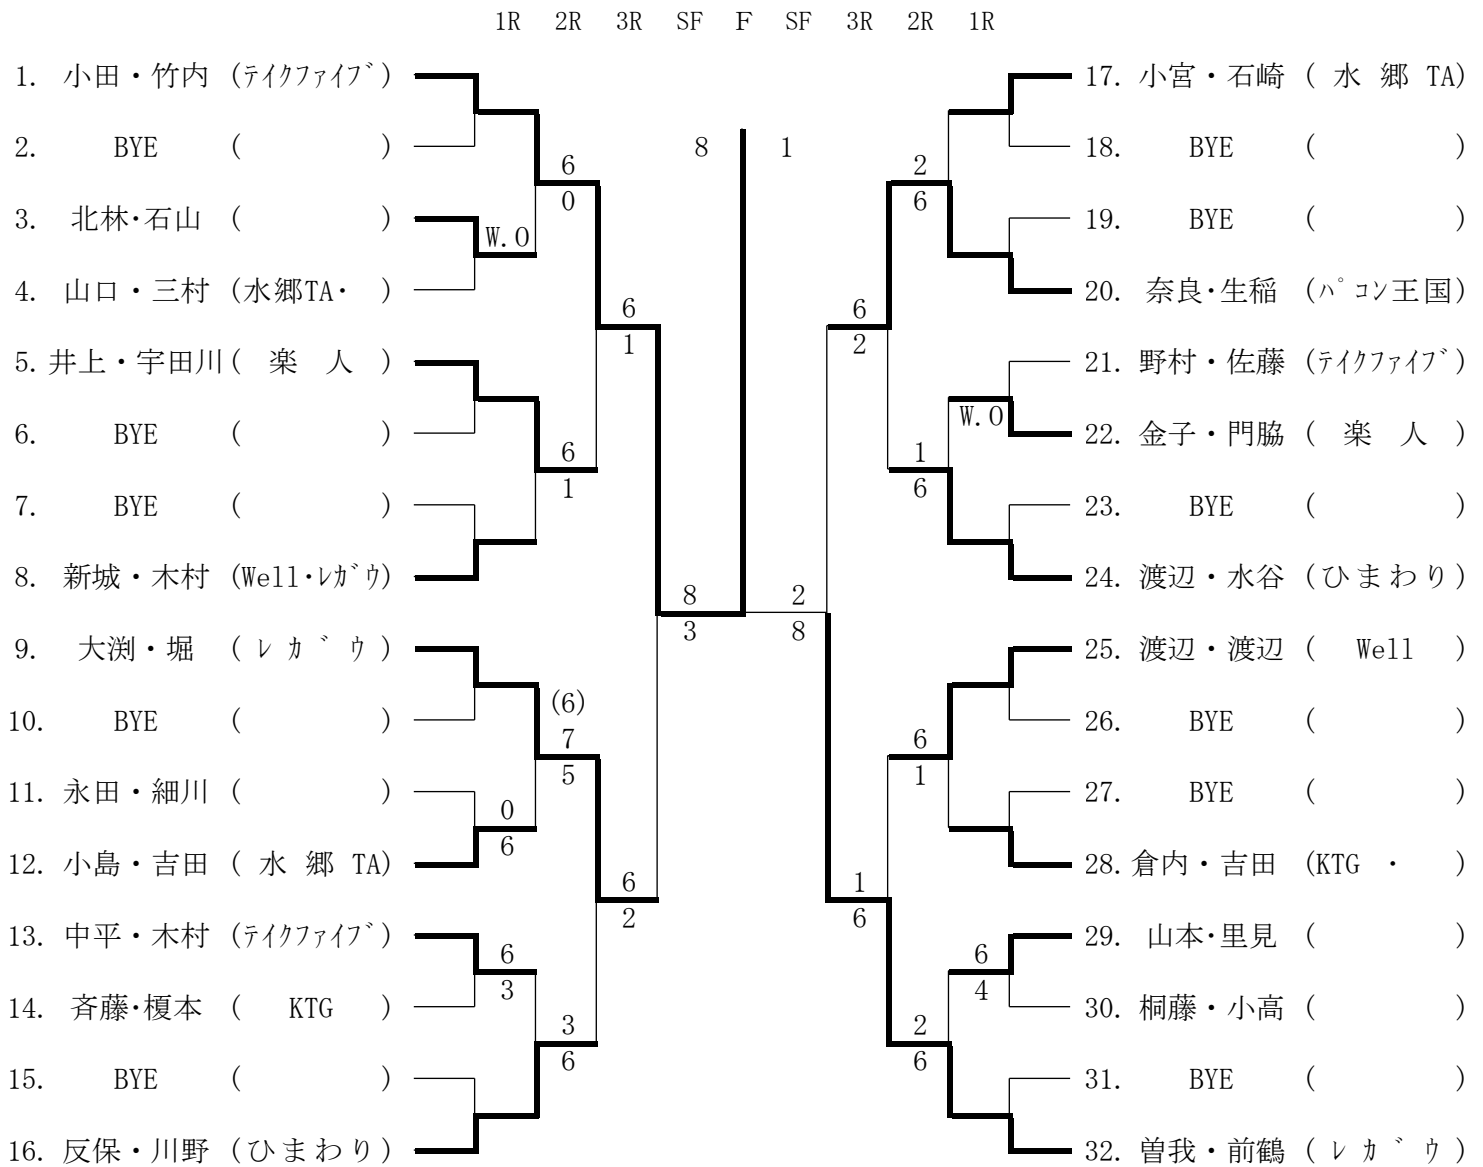 1R 2R 3R SF F SF 3R 2R 1R
1. 小田・竹内 (ﾃｲｸﾌｧｲﾌﾞ) 17. 小宮・石崎 ( 水 郷 TA)
8 1
2. BYE ( ) 18. BYE ( )
6 2
0 6
3. 北林・石山 ( ) 19. BYE ( )
W.O
4. 山口・三村 (水郷TA・ ) 20. 奈良・生稲 (ﾊﾟｺﾝ王国)
6 6
1 2
5. 井上・宇田川 ( 楽 人 ) 21. 野村・佐藤 (ﾃｲｸﾌｧｲﾌﾞ)
W.O
6. BYE ( ) 22. 金子・門脇 ( 楽 人 )
6 1
1 6
7. BYE ( ) 23. BYE ( )
8. 新城・木村 (Well・ﾚｶﾞｳ) 24. 渡辺・水谷 (ひまわり)
8 2
3 8
9. 大渕・堀 ( ﾚ ｶ ﾞ ｳ ) 25. 渡辺・渡辺 ( Well )
(6)
10. BYE ( ) 26. BYE ( )
7 6
5 1
11. 永田・細川 ( ) 27. BYE ( )
0
6
12. 小島・吉田 ( 水 郷 TA) 28. 倉内・吉田 (KTG ・ )
6 1
2 6
13. 中平・木村 (ﾃｲｸﾌｧｲﾌﾞ) 29. 山本・里見 ( )
6 6
3 4
14. 斉藤・榎本 ( KTG ) 30. 桐藤・小高 ( )
3 2
6 6
15. BYE ( ) 31. BYE ( )
16. 反保・川野 (ひまわり) 32. 曽我・前鶴 ( ﾚ ｶ ﾞ ｳ )